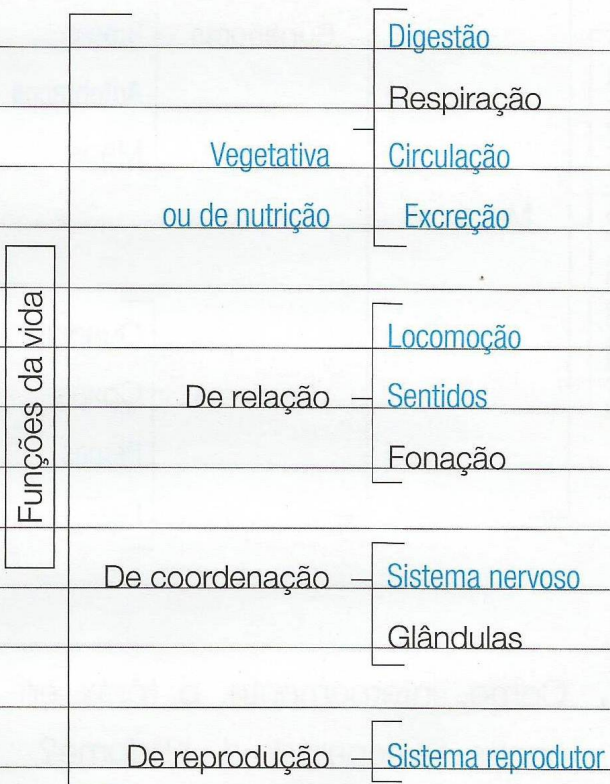 Funções da vida
Vegetativa
ou de nutrição
Digestão
Respiração
Circulação
Excreção
De relação
Locomoção
Sentidos
Fonação
De coordenação
Sistema nervoso
Glândulas
De reprodução
Sistema reprodutor